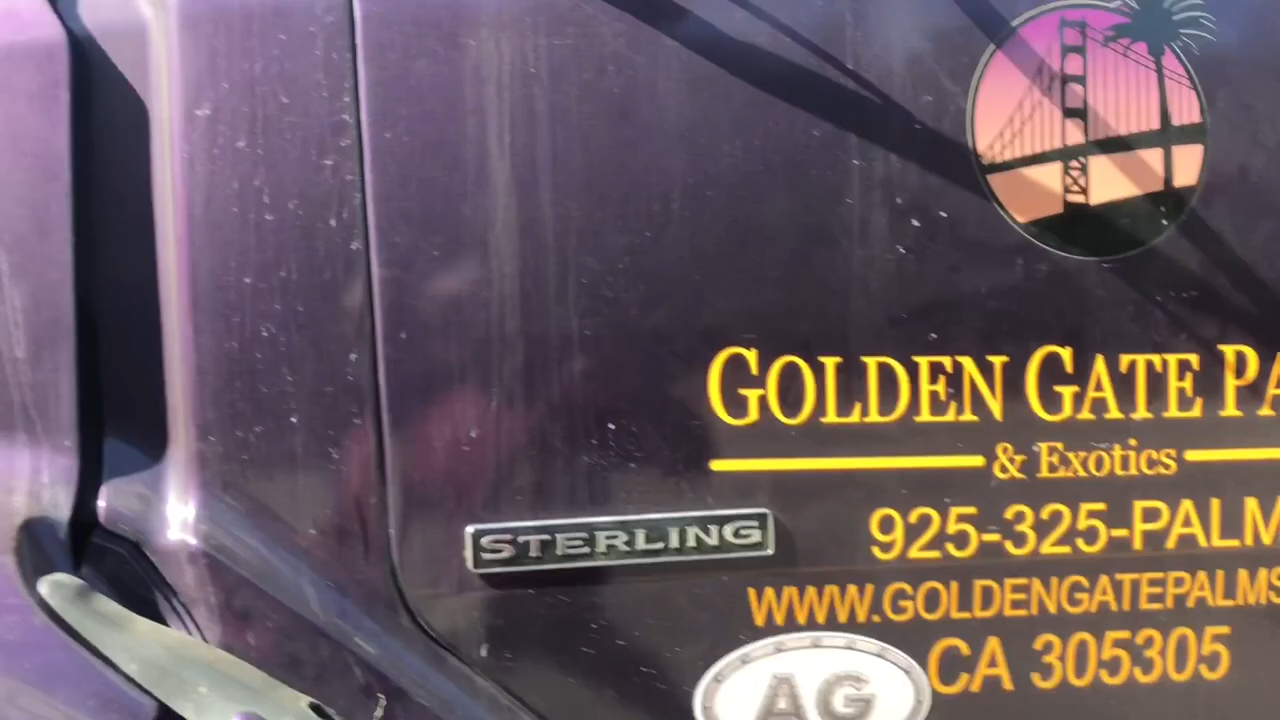 GOLDEN GATE PA
& Exotics
STERLING
925-325-PALM
WWW.GOLDENGATEPALMS
CA 305305
AG